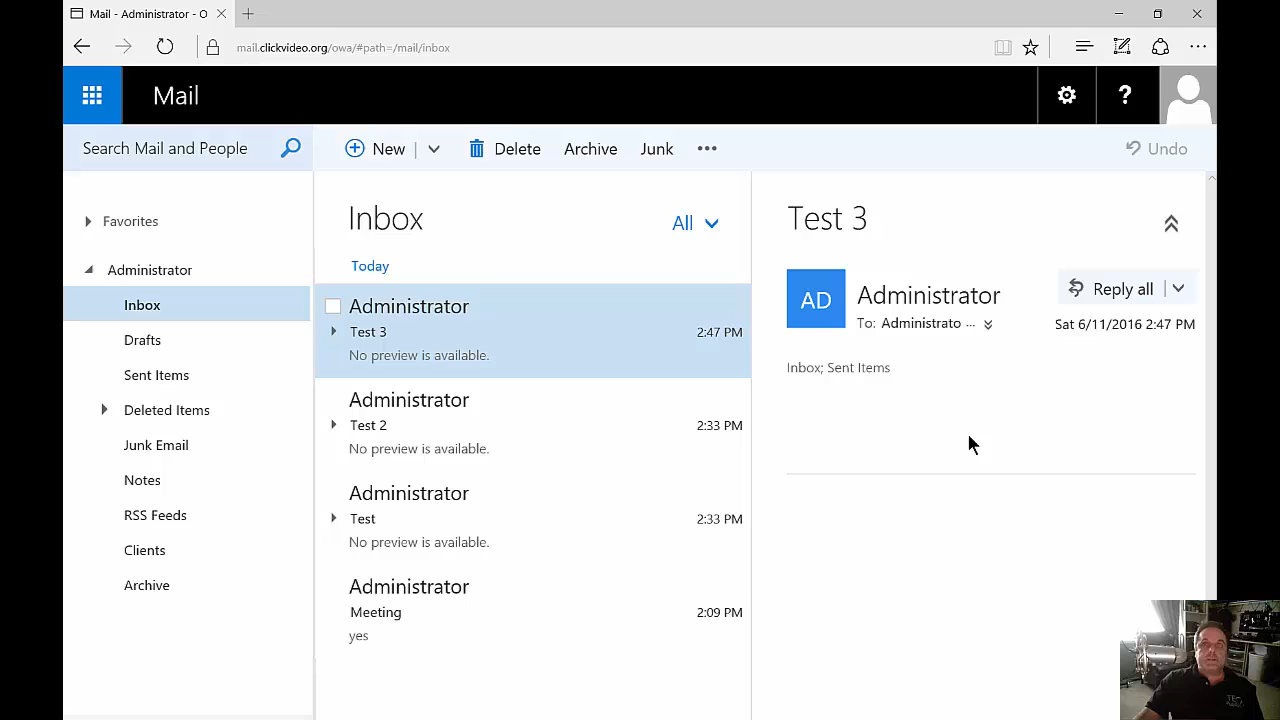 Mail - Administrator - O
mail.clickvideo.org/owa/#path=/mail/inbox
Mail
?
Search Mail and People
New
Delete
Archive
Junk
Undo
Favorites
Administrator
Inbox
Drafts
Sent Items
Deleted Items
Junk Email
Notes
RSS Feeds
Clients
Archive
Inbox
All
Today
Administrator
Test 3 2:47 PM
No preview is available.
Administrator
Test 2 2:33 PM
No preview is available.
Administrator
Test 2:33 PM
No preview is available.
Administrator
Meeting 2:09 PM
yes
Test 3
AD
Administrator
Reply all
To: Administrato ...
Sat 6/11/2016 2:47 PM
Inbox; Sent Items